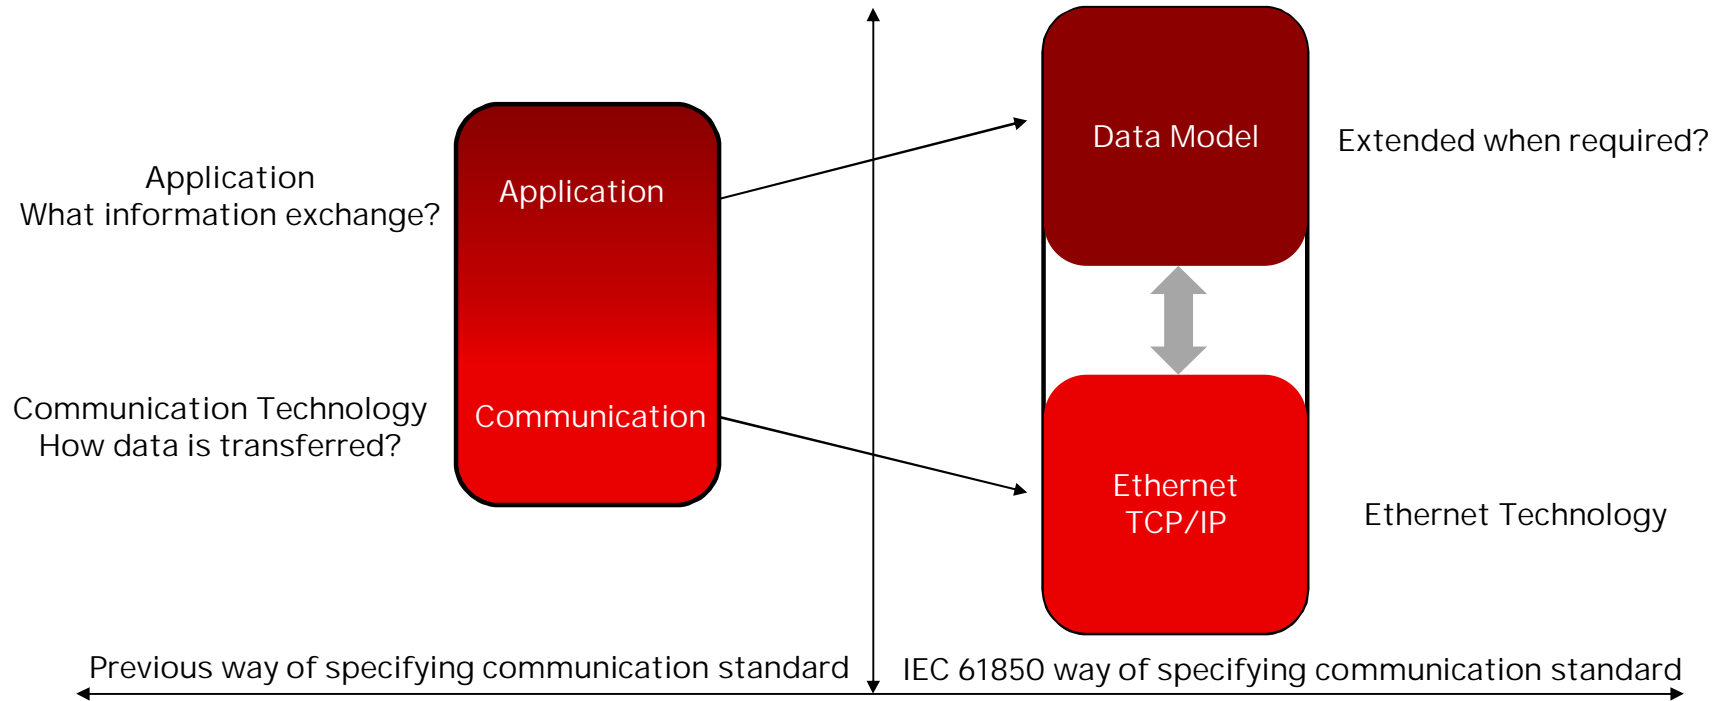 Application
What information exchange?
Communication Technology
How data is transferred?
Application
Communication
Previous way of specifying communication standard
Data Model
Extended when required?
Ethernet
TCP/IP
Ethernet Technology
IEC 61850 way of specifying communication standard